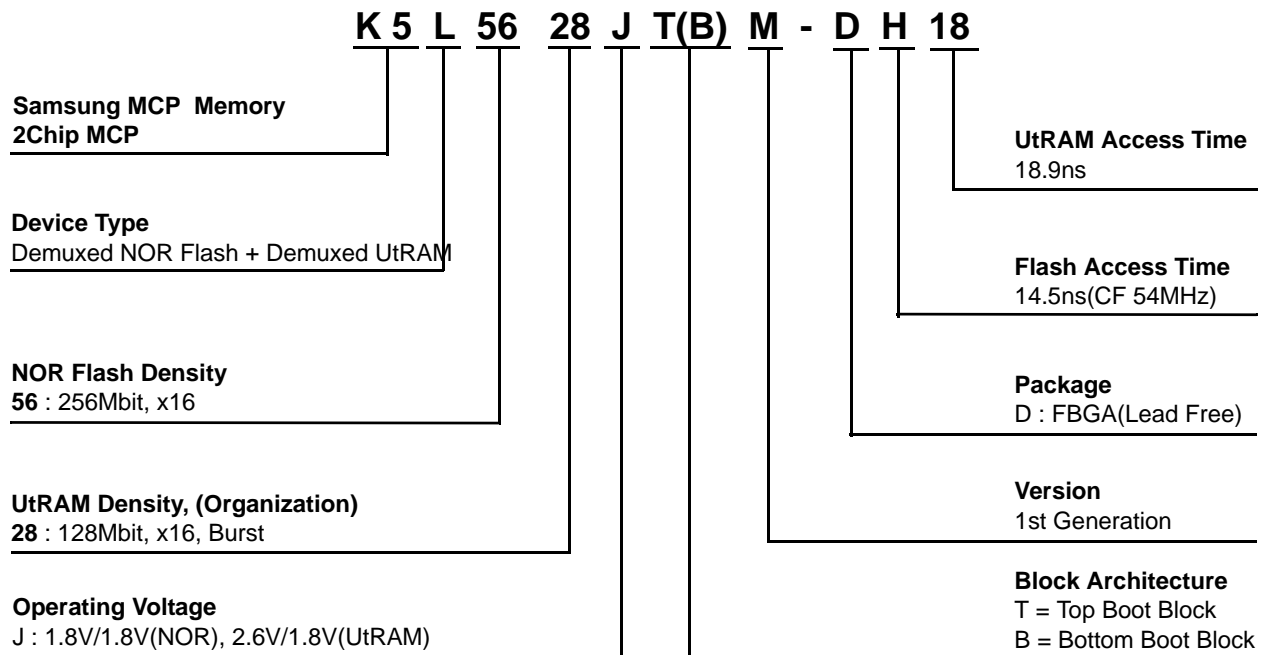 K 5 L 56 28 J T(B) M - D H 18
Samsung MCP Memory
2Chip MCP
Device Type
Demuxed NOR Flash + Demuxed UtRAM
NOR Flash Density
56 : 256Mbit, x16
UtRAM Density, (Organization)
28 : 128Mbit, x16, Burst
Operating Voltage
J : 1.8V/1.8V(NOR), 2.6V/1.8V(UtRAM)
UtRAM Access Time
18.9ns
Flash Access Time
14.5ns(CF 54MHz)
Package
D : FBGA(Lead Free)
Version
1st Generation
Block Architecture
T = Top Boot Block
B = Bottom Boot Block